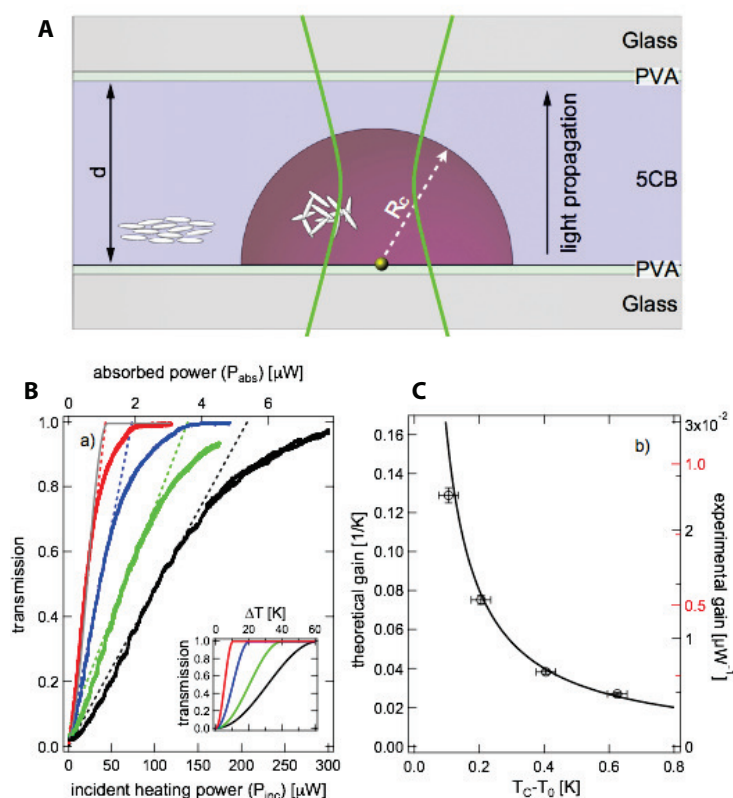 A
Glass
PVA
d
R_C
light propagation
5CB
PVA
Glass
B
absorbed power (P_abs) [μW]
0 2 4 6
a)
1.0
0.8
0.6
0.4
0.2
0.0
transmission
ΔT [K]
0 20 40 60
1.0
0.8
0.6
0.4
0.2
0.0
transmission
0 50 100 150 200 250 300
incident heating power (P_inc) [μW]
C
b)
0.16
0.14
0.12
0.10
0.08
0.06
0.04
0.02
0.00
theoretical gain [1/K]
3x10⁻²
2
1
0
1.0
0.5
experimental gain [μW⁻¹]
0.0 0.2 0.4 0.6 0.8
T_C-T_0 [K]